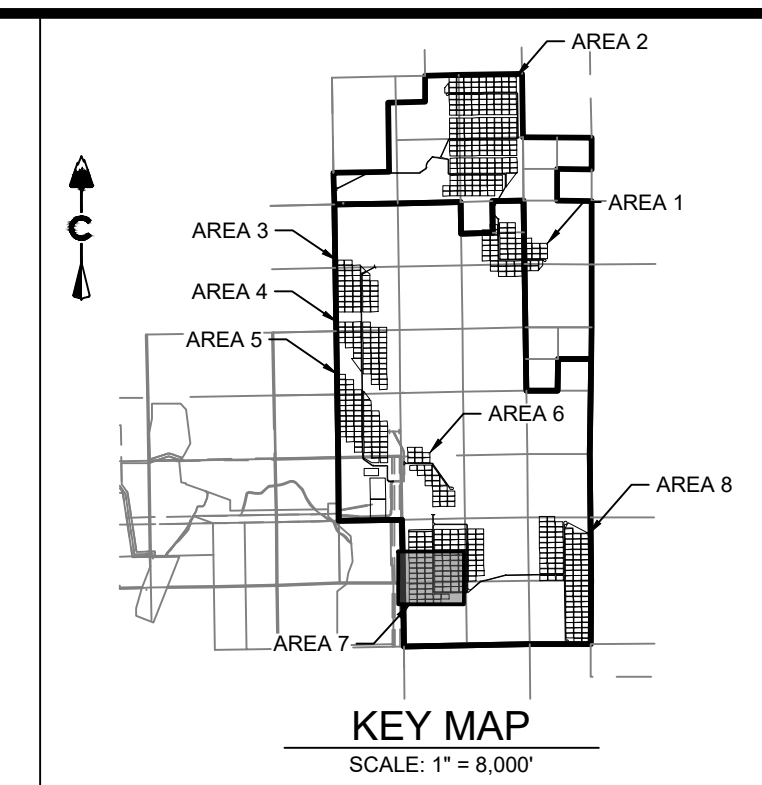 AREA 2
AREA 1
AREA 3
AREA 4
AREA 5
AREA 6
AREA 8
AREA 7
C
KEY MAP
SCALE: 1" = 8,000'